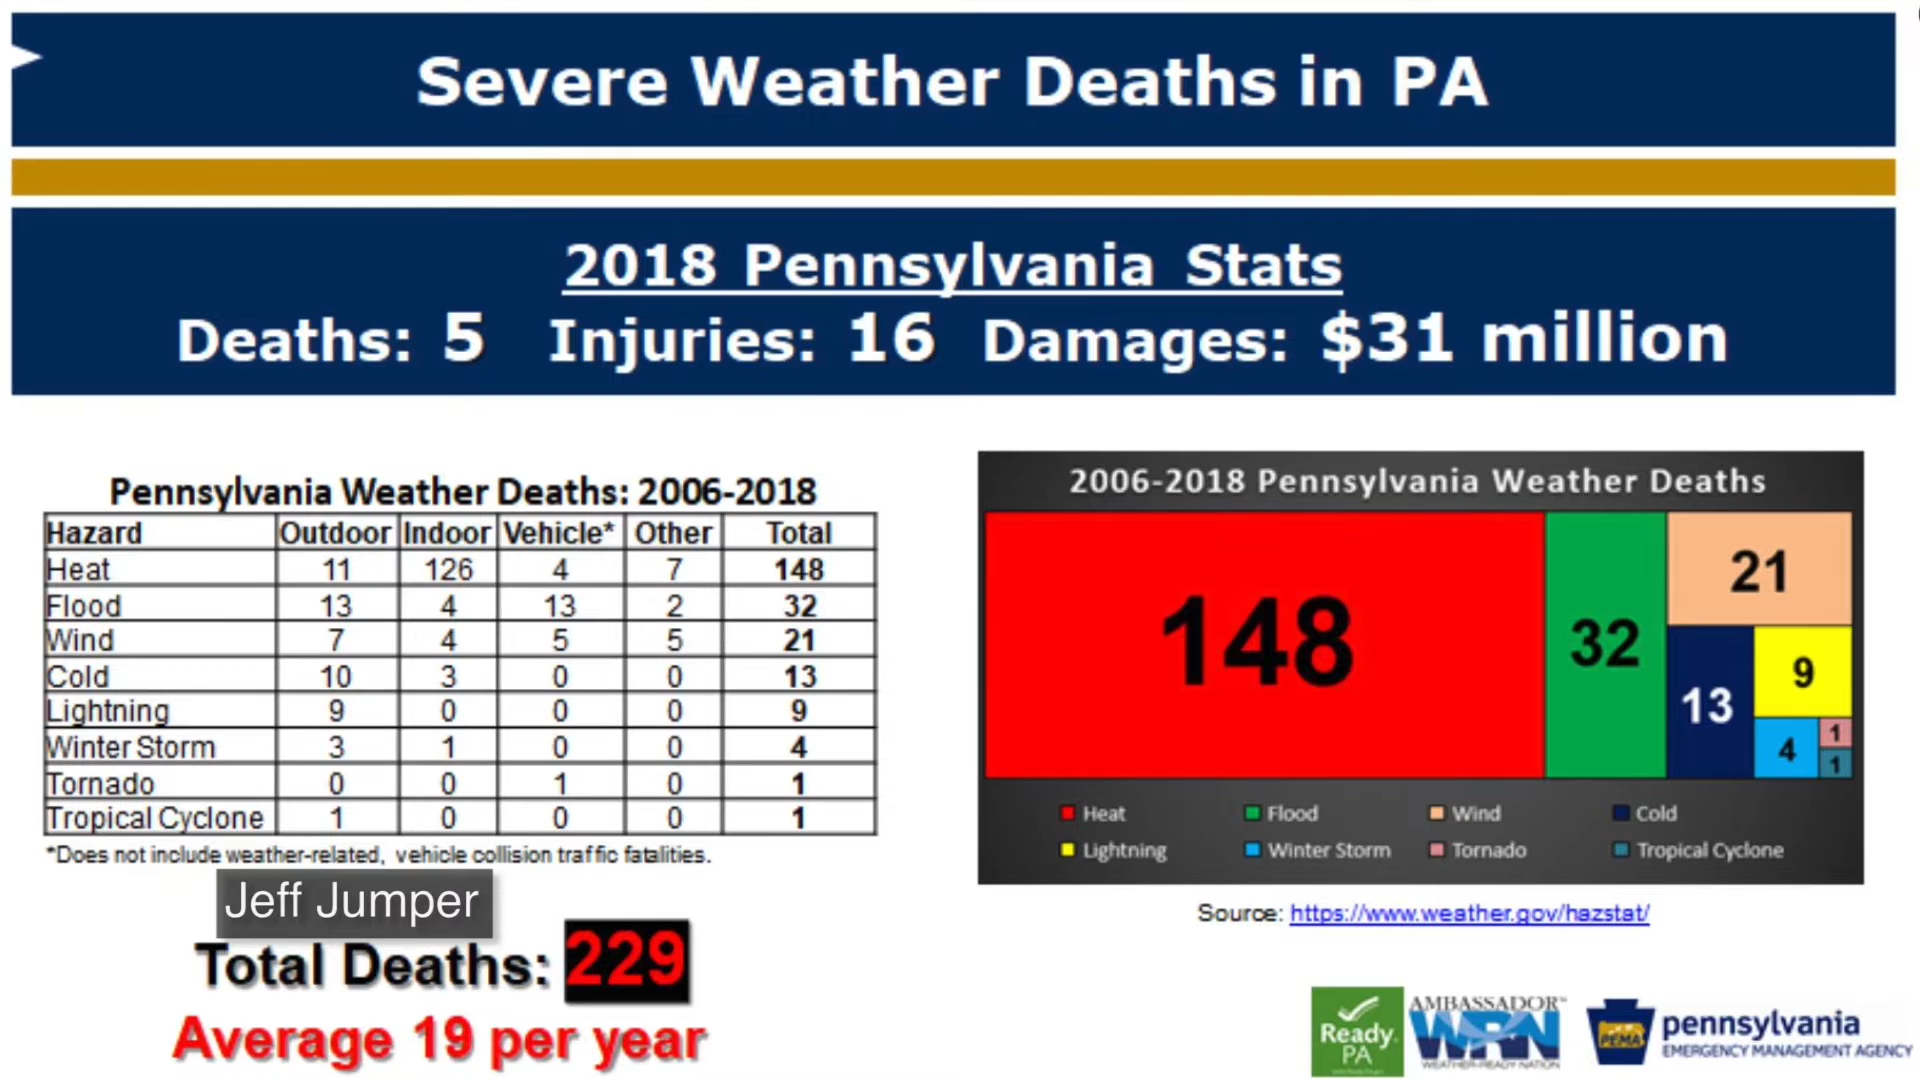 Severe Weather Deaths in PA
2018 Pennsylvania Stats
Deaths: 5 Injuries: 16 Damages: $31 million
Pennsylvania Weather Deaths: 2006-2018
Hazard Outdoor Indoor Vehicle* Other Total
Heat 11 126 4 7 148
Flood 13 4 13 2 32
Wind 7 4 5 5 21
Cold 10 3 0 0 13
Lightning 9 0 0 0 9
Winter Storm 3 1 0 0 4
Tornado 0 0 1 0 1
Tropical Cyclone 1 0 0 0 1
*Does not include weather-related, vehicle collision traffic fatalities.
Jeff Jumper
Total Deaths: 229
Average 19 per year
2006-2018 Pennsylvania Weather Deaths
148
32
21
13
9
4
1
1
Heat Flood Wind Cold
Lightning Winter Storm Tornado Tropical Cyclone
Source: https://www.weather.gov/hazstat/
Ready
PA
AMBASSADOR™
WRN
WEATHER-READY NATION
PEMA
pennsylvania
EMERGENCY MANAGEMENT AGENCY